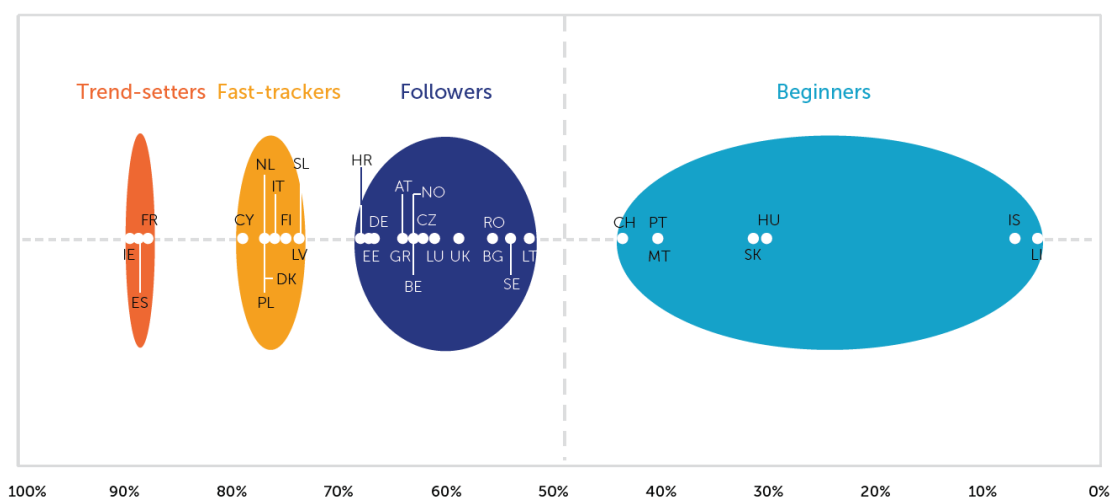 Trend-setters Fast-trackers Followers Beginners
HR NL SL
IT AT NO
FR CY FI DE CZ RO CH PT HU IS
IE LV EE GR LU UK BG LT MT SK LI
ES PL DK BE SE
100% 90% 80% 70% 60% 50% 40% 30% 20% 10% 0%